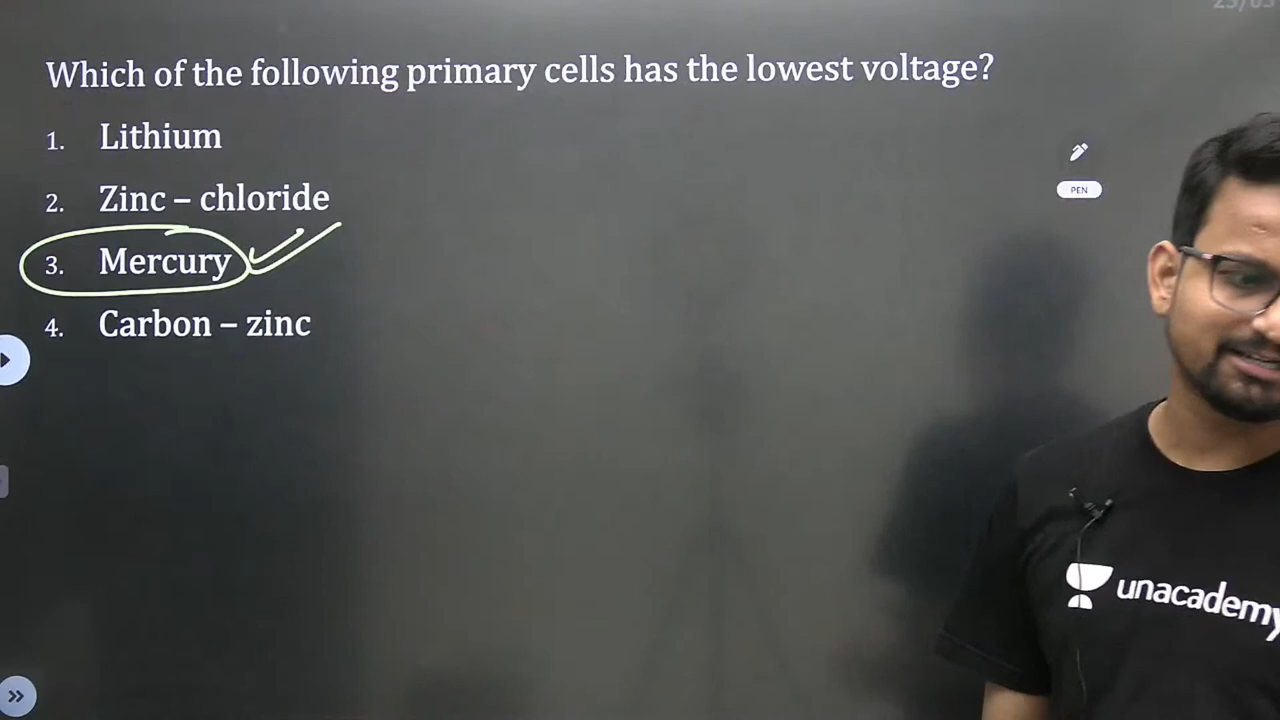 Which of the following primary cells has the lowest voltage?
1. Lithium
2. Zinc – chloride
3. Mercury
4. Carbon – zinc
PEN
unacademy